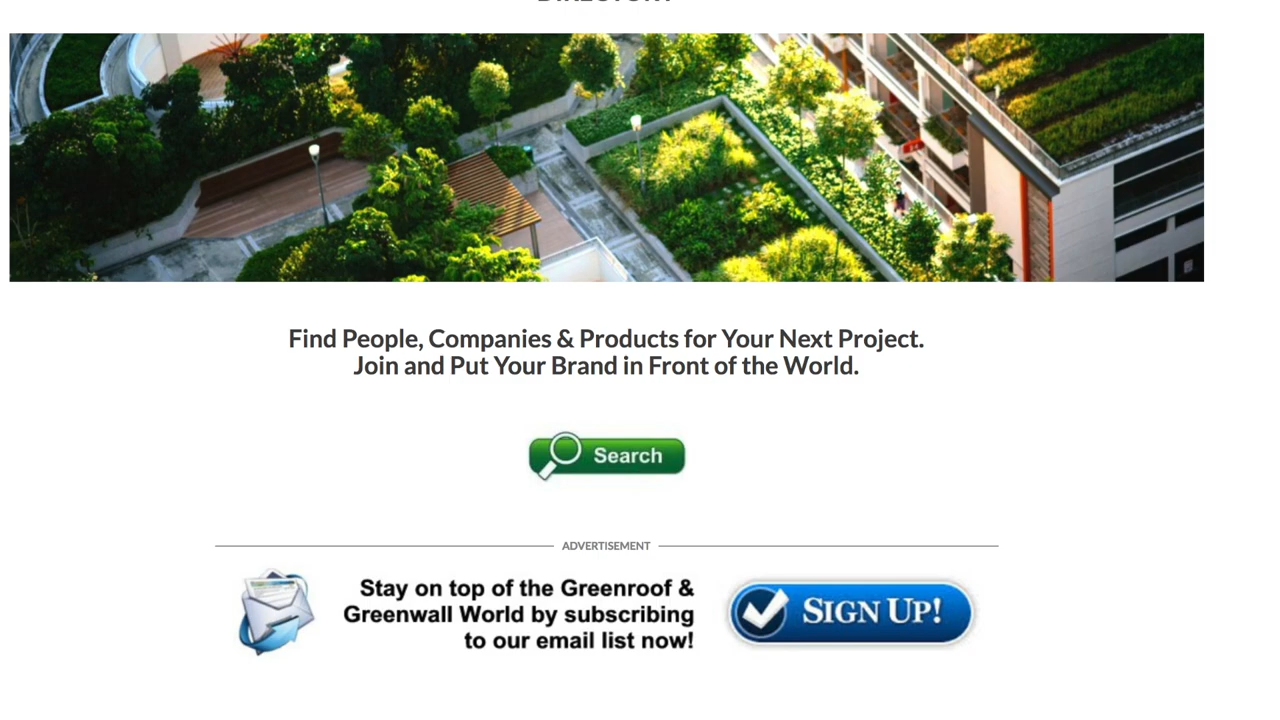 DIRECTORY
Find People, Companies & Products for Your Next Project.
Join and Put Your Brand in Front of the World.
Search
ADVERTISEMENT
Stay on top of the Greenroof &
Greenwall World by subscribing
to our email list now!
SIGN UP!